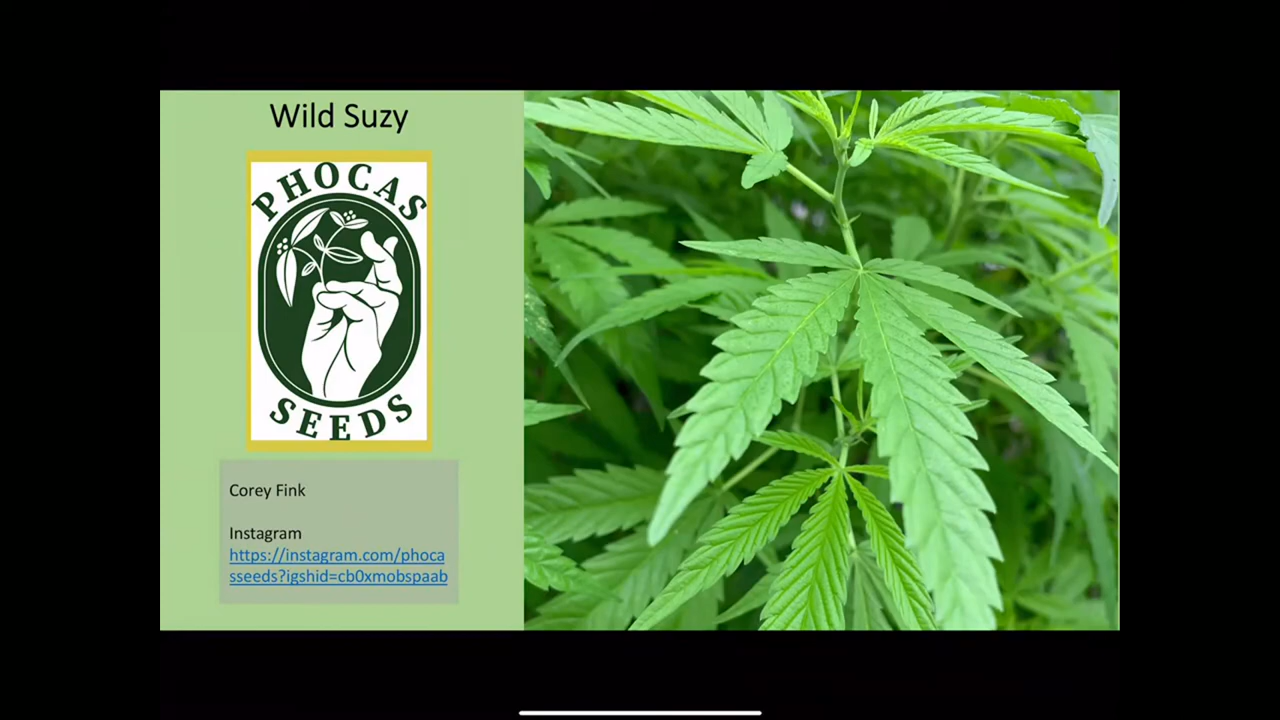 Wild Suzy
PHOCAS
SEEDS
Corey Fink
Instagram
https://instagram.com/phoca
sseeds?igshid=cb0xmobspaab